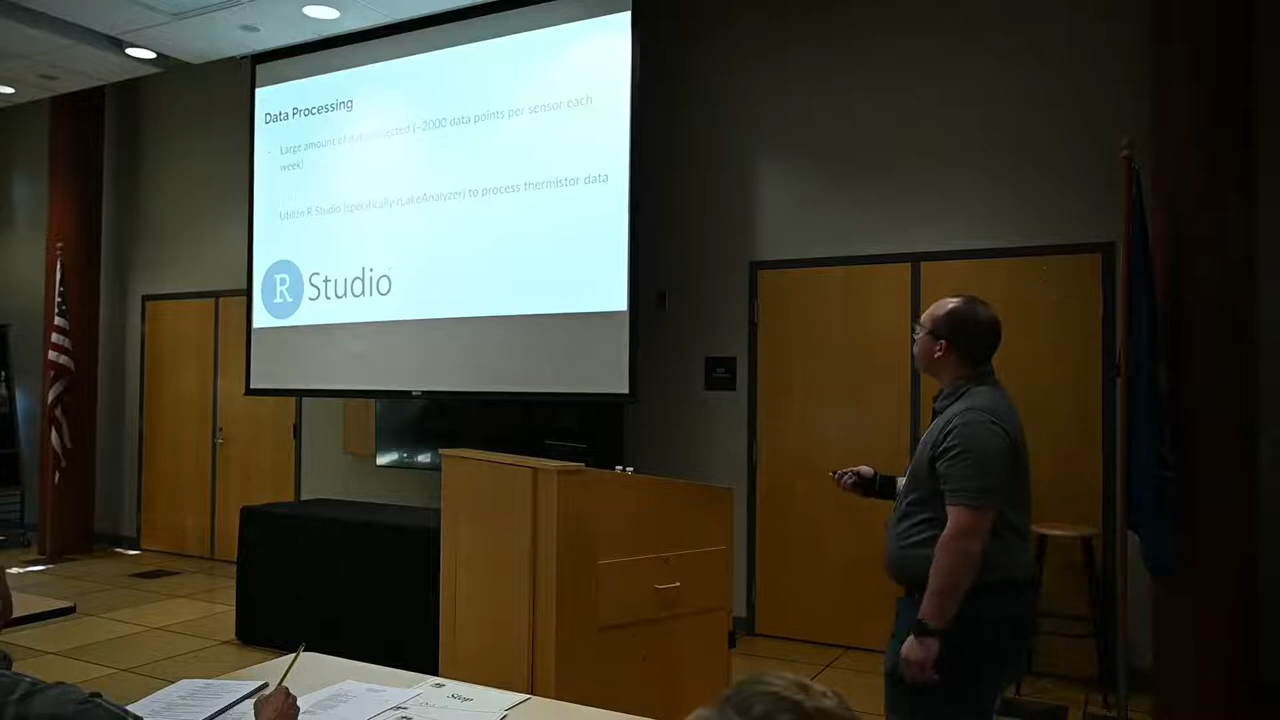 Data Processing
- Large amount of data collected (~2000 data points per sensor each
week)
Utilize R Studio (specifically rLakeAnalyzer) to process thermistor data
R Studio
Stop